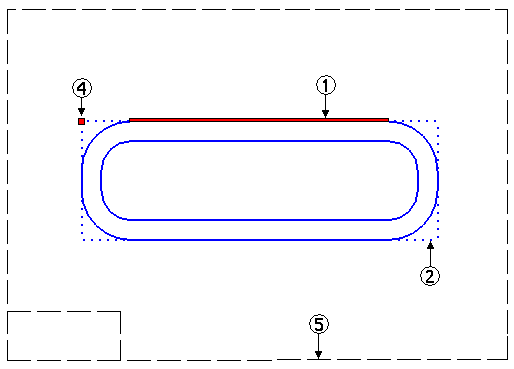 ④ ①
②
⑤